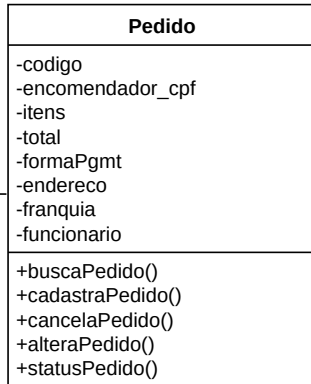 Pedido
-codigo
-encomendador_cpf
-itens
-total
-formaPgmt
-endereco
-franquia
-funcionario
+buscaPedido()
+cadastraPedido()
+cancelaPedido()
+alteraPedido()
+statusPedido()